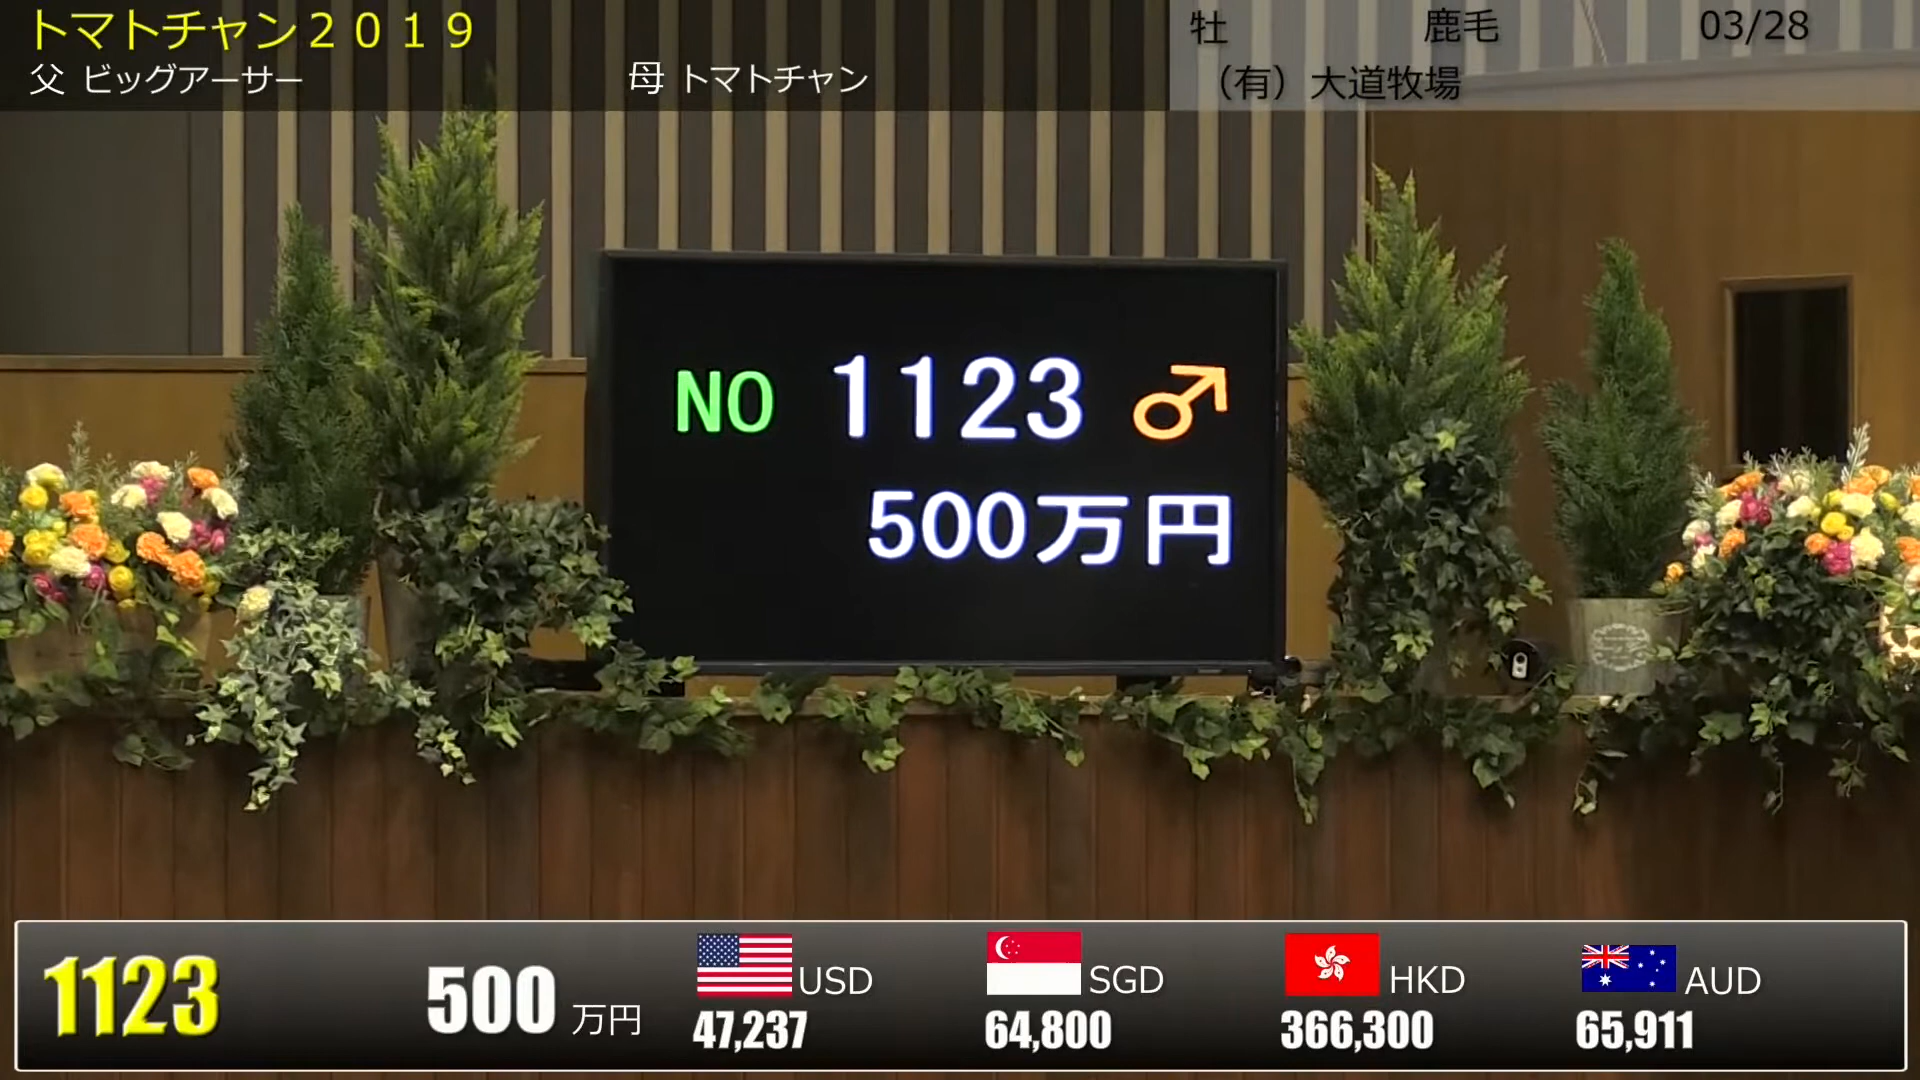 トマトチャン２０１９
父 ビッグアーサー
母 トマトチャン
牡 鹿毛 03/28
（有）大道牧場
NO 1123 ♂
500万円
1123
500 万円
USD
47,237
SGD
64,800
HKD
366,300
AUD
65,911